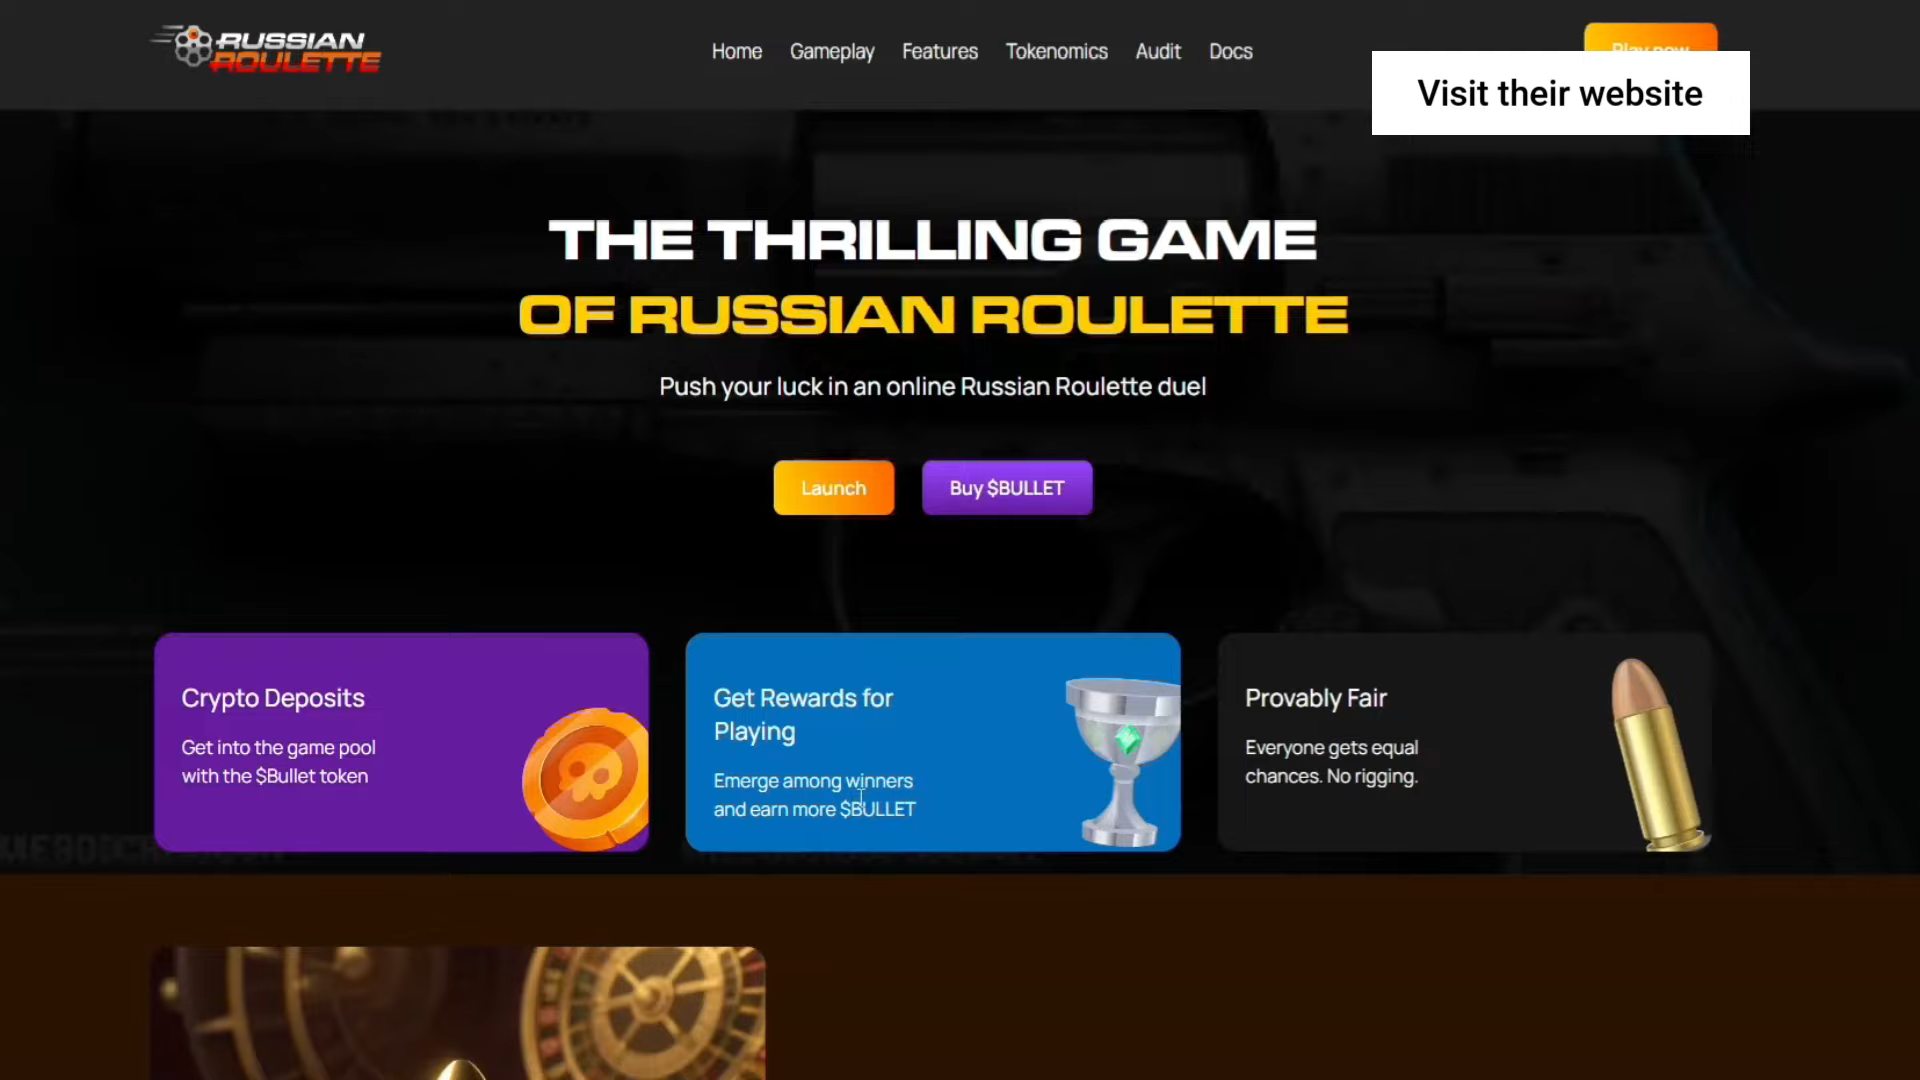 RUSSIAN
ROULETTE
Home Gameplay Features Tokenomics Audit Docs
Play now
Visit their website
THE THRILLING GAME
OF RUSSIAN ROULETTE
Push your luck in an online Russian Roulette duel
Launch Buy $BULLET
Crypto Deposits
Get into the game pool
with the $Bullet token
Get Rewards for
Playing
Emerge among winners
and earn more $BULLET
Provably Fair
Everyone gets equal
chances. No rigging.